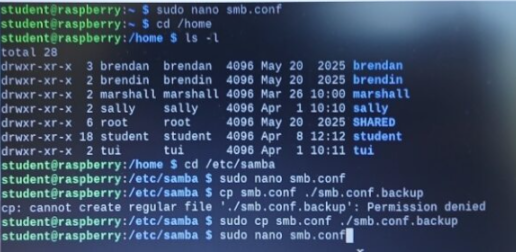 student@raspberry:~ $ sudo nano smb.conf
student@raspberry:~ $ cd /home
student@raspberry:/home $ ls -l
total 28
drwxr-xr-x  3 brendan  brendan  4096 May 20  2025 brendan
drwxr-xr-x  2 brendin  brendin  4096 May 20  2025 brendin
drwxr-xr-x  2 marshall marshall 4096 Mar 26 10:00 marshall
drwxr-xr-x  2 sally    sally    4096 Apr  1 10:10 sally
drwxr-xr-x  6 root     root     4096 May 20  2025 SHARED
drwxr-xr-x 18 student  student  4096 Apr  8 12:12 student
drwxr-xr-x  2 tui      tui      4096 Apr  1 10:11 tui
student@raspberry:/home $ cd /etc/samba
student@raspberry:/etc/samba $ sudo nano smb.conf
student@raspberry:/etc/samba $ cp smb.conf ./smb.conf.backup
cp: cannot create regular file './smb.conf.backup': Permission denied
student@raspberry:/etc/samba $ sudo cp smb.conf ./smb.conf.backup
student@raspberry:/etc/samba $ sudo nano smb.conf